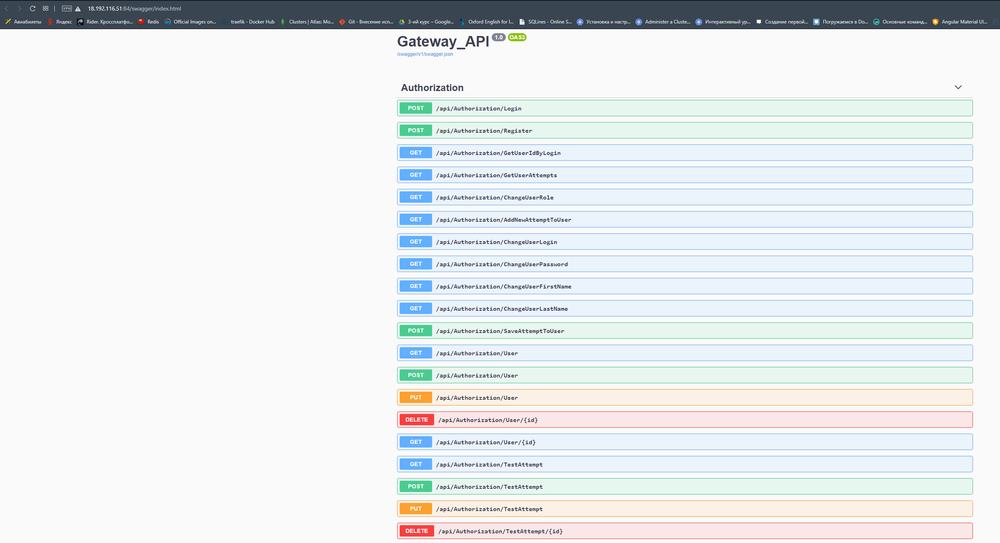 VPN 18.192.116.51:84/swagger/index.html
Авиабилеты Яндекс JB Rider. Кроссплатфо... Redis Official Images on... traefik - Docker Hub Clusters | Atlas: Mo... Git - Внесение исп... 3-ий курс – Google... Oxford English for I... SQLines - Online S... Установка и настр... Administer a Cluste... Интерактивный ур... Создание первой... Погружаемся в Do... Основные команд... Angular Material UI...
Gateway_API 1.0 OAS3
/swagger/v1/swagger.json
Authorization
POST /api/Authorization/Login
POST /api/Authorization/Register
GET /api/Authorization/GetUserIdByLogin
GET /api/Authorization/GetUserAttempts
GET /api/Authorization/ChangeUserRole
GET /api/Authorization/AddNewAttemptToUser
GET /api/Authorization/ChangeUserLogin
GET /api/Authorization/ChangeUserPassword
GET /api/Authorization/ChangeUserFirstName
GET /api/Authorization/ChangeUserLastName
POST /api/Authorization/SaveAttemptToUser
GET /api/Authorization/User
POST /api/Authorization/User
PUT /api/Authorization/User
DELETE /api/Authorization/User/{id}
GET /api/Authorization/User/{id}
GET /api/Authorization/TestAttempt
POST /api/Authorization/TestAttempt
PUT /api/Authorization/TestAttempt
DELETE /api/Authorization/TestAttempt/{id}